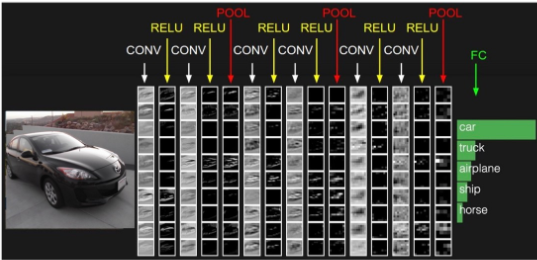 POOL POOL POOL
RELU RELU RELU RELU RELU RELU
CONV CONV CONV CONV CONV CONV
FC
car
truck
airplane
ship
horse